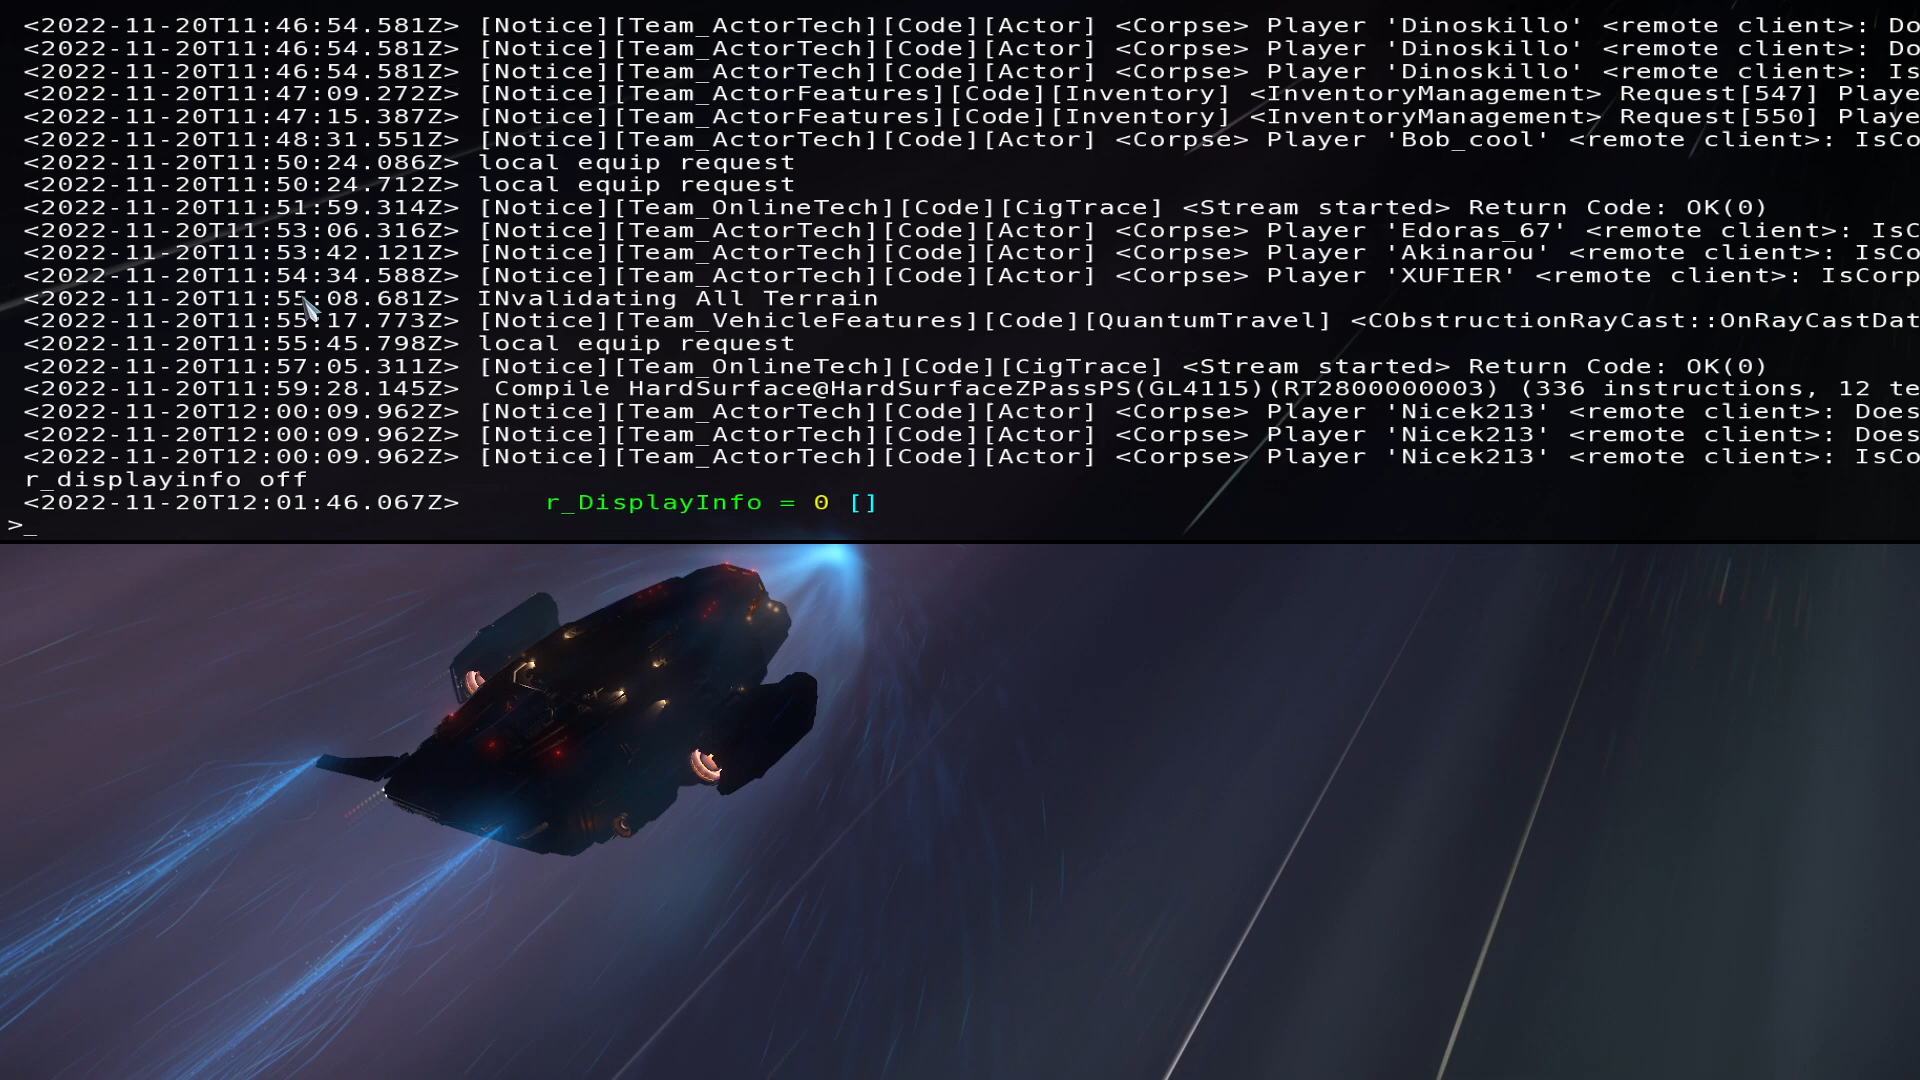 <2022-11-20T11:46:54.581Z> [Notice][Team_ActorTech][Code][Actor] <Corpse> Player 'Dinoskillo' <remote client>: Do
<2022-11-20T11:46:54.581Z> [Notice][Team_ActorTech][Code][Actor] <Corpse> Player 'Dinoskillo' <remote client>: Do
<2022-11-20T11:46:54.581Z> [Notice][Team_ActorTech][Code][Actor] <Corpse> Player 'Dinoskillo' <remote client>: Is
<2022-11-20T11:47:09.272Z> [Notice][Team_ActorFeatures][Code][Inventory] <InventoryManagement> Request[547] Playe
<2022-11-20T11:47:15.387Z> [Notice][Team_ActorFeatures][Code][Inventory] <InventoryManagement> Request[550] Playe
<2022-11-20T11:48:31.551Z> [Notice][Team_ActorTech][Code][Actor] <Corpse> Player 'Bob_cool' <remote client>: IsCo
<2022-11-20T11:50:24.086Z> local equip request
<2022-11-20T11:50:24.712Z> local equip request
<2022-11-20T11:51:59.314Z> [Notice][Team_OnlineTech][Code][CigTrace] <Stream started> Return Code: OK(0)
<2022-11-20T11:53:06.316Z> [Notice][Team_ActorTech][Code][Actor] <Corpse> Player 'Edoras_67' <remote client>: IsC
<2022-11-20T11:53:42.121Z> [Notice][Team_ActorTech][Code][Actor] <Corpse> Player 'Akinarou' <remote client>: IsCo
<2022-11-20T11:54:34.588Z> [Notice][Team_ActorTech][Code][Actor] <Corpse> Player 'XUFIER' <remote client>: IsCorp
<2022-11-20T11:55:08.681Z> INvalidating All Terrain
<2022-11-20T11:55:17.773Z> [Notice][Team_VehicleFeatures][Code][QuantumTravel] <CObstructionRayCast::OnRayCastDat
<2022-11-20T11:55:45.798Z> local equip request
<2022-11-20T11:57:05.311Z> [Notice][Team_OnlineTech][Code][CigTrace] <Stream started> Return Code: OK(0)
<2022-11-20T11:59:28.145Z> Compile HardSurface@HardSurfaceZPassPS(GL4115)(RT2800000003) (336 instructions, 12 te
<2022-11-20T12:00:09.962Z> [Notice][Team_ActorTech][Code][Actor] <Corpse> Player 'Nicek213' <remote client>: Does
<2022-11-20T12:00:09.962Z> [Notice][Team_ActorTech][Code][Actor] <Corpse> Player 'Nicek213' <remote client>: Does
<2022-11-20T12:00:09.962Z> [Notice][Team_ActorTech][Code][Actor] <Corpse> Player 'Nicek213' <remote client>: IsCo
r_displayinfo off
<2022-11-20T12:01:46.067Z> r_DisplayInfo = 0 []
>_